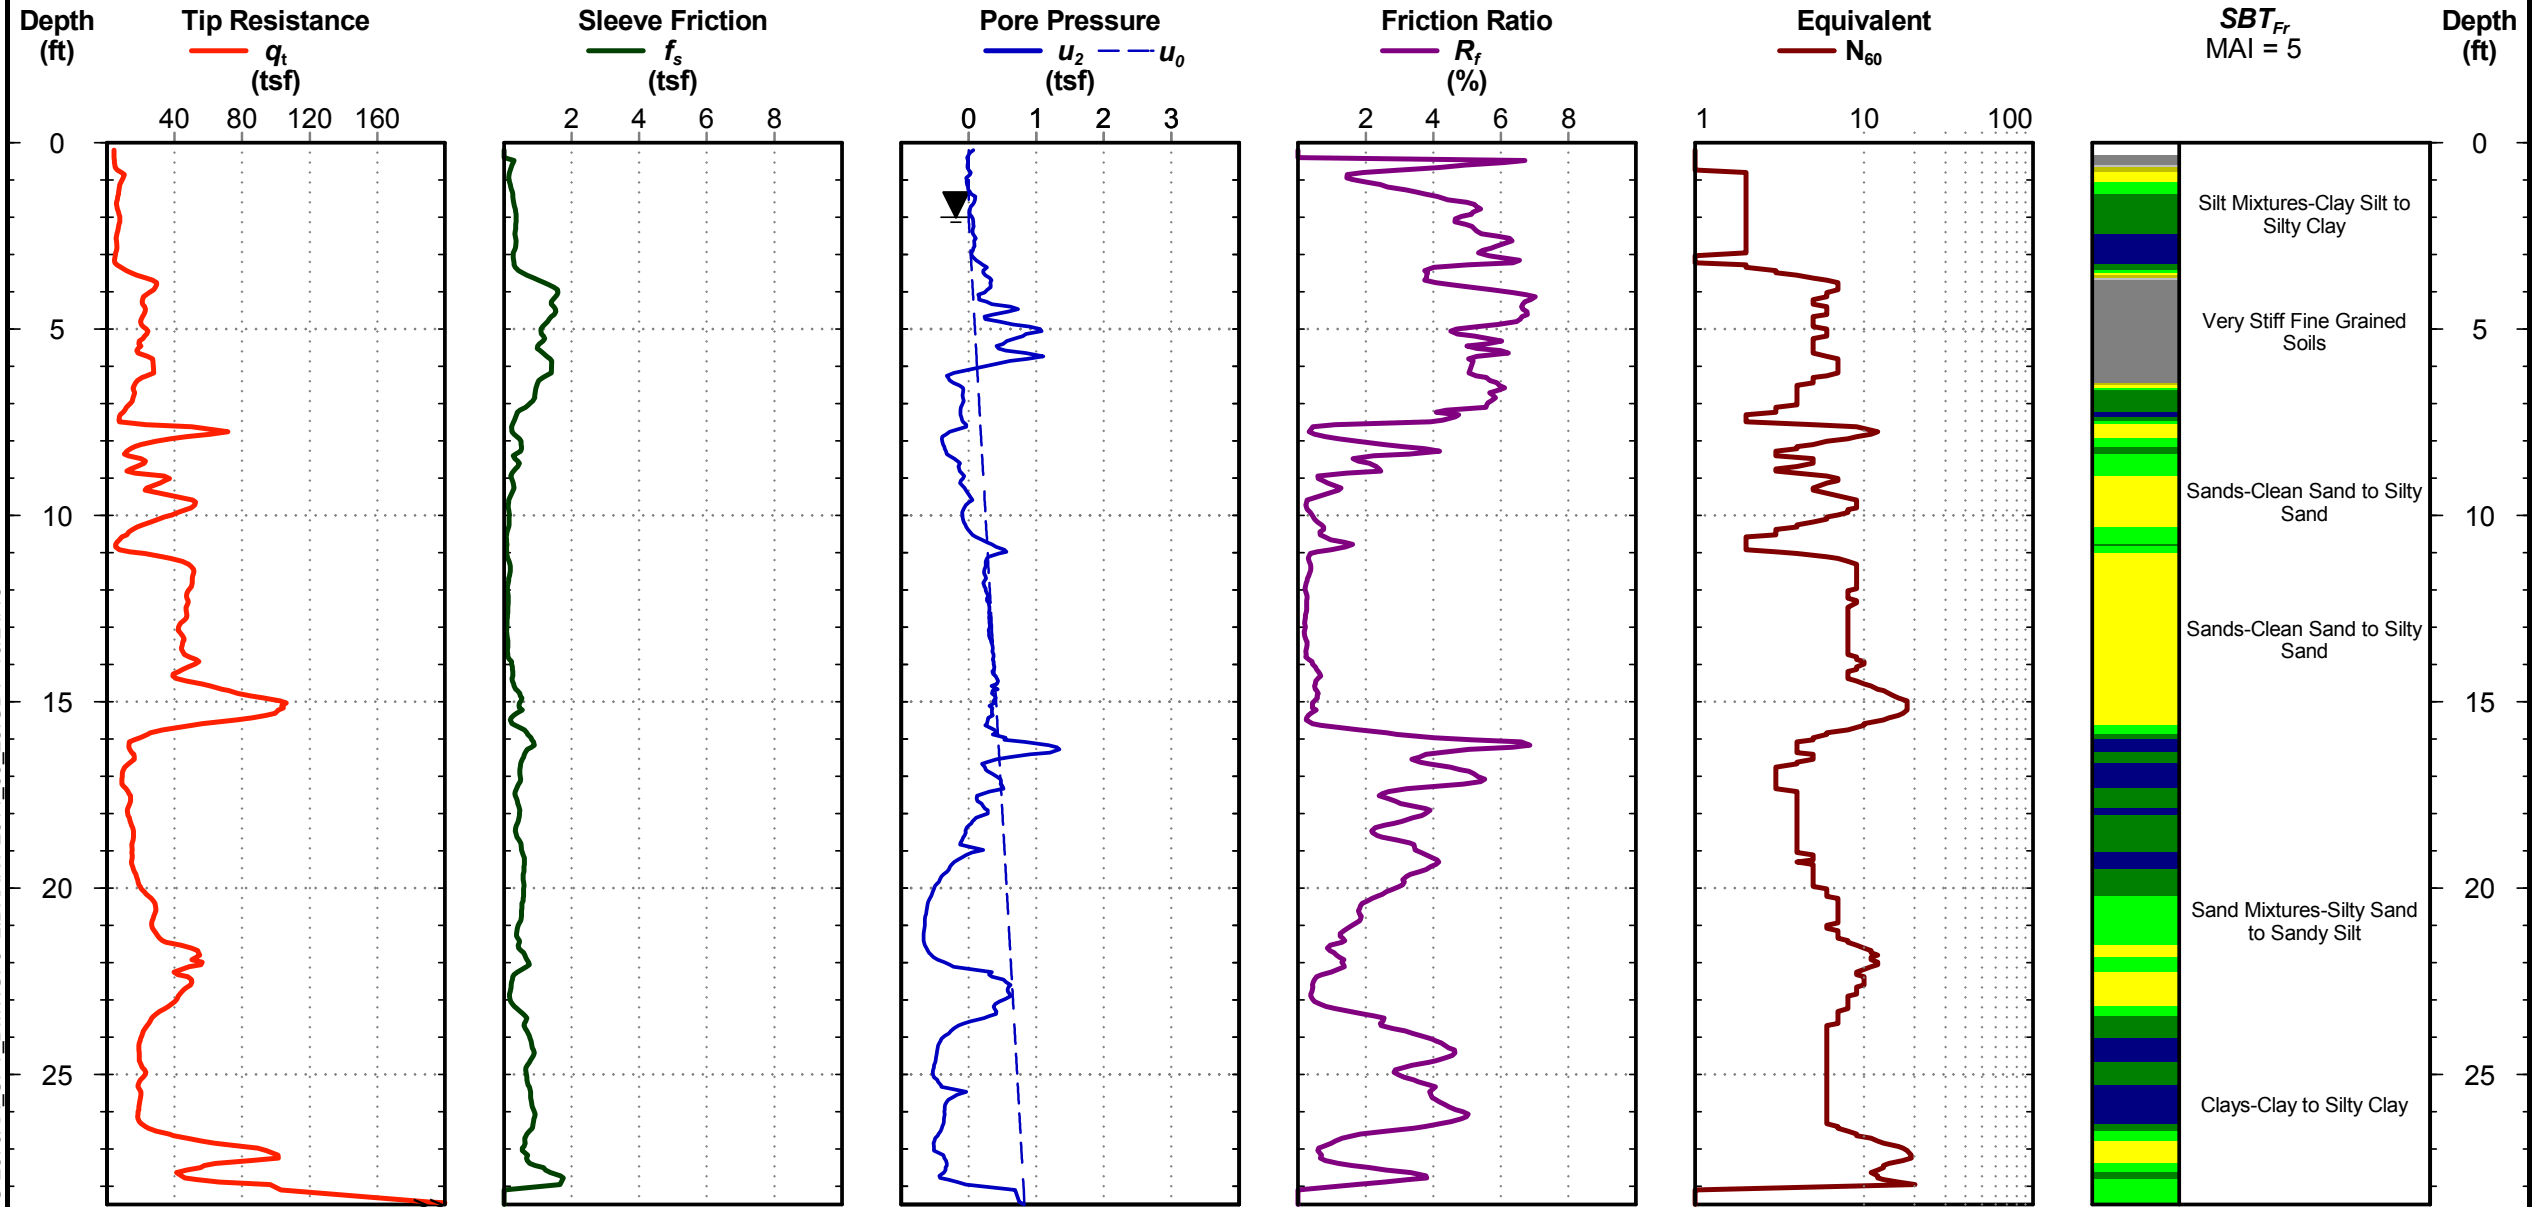 Depth
(ft)
Tip Resistance
qt
(tsf)
Sleeve Friction
fs
(tsf)
Pore Pressure
u2 u0
(tsf)
Friction Ratio
Rf
(%)
Equivalent
N60
SBTFr
MAI = 5
Depth
(ft)
40 80 120 160
2 4 6 8
0 1 2 3
2 4 6 8
1 10 100
0
5
10
15
20
25
Silt Mixtures-Clay Silt to
Silty Clay
Very Stiff Fine Grained
Soils
Sands-Clean Sand to Silty
Sand
Sands-Clean Sand to Silty
Sand
Sand Mixtures-Silty Sand
to Sandy Silt
Clays-Clay to Silty Clay
0
5
10
15
20
25